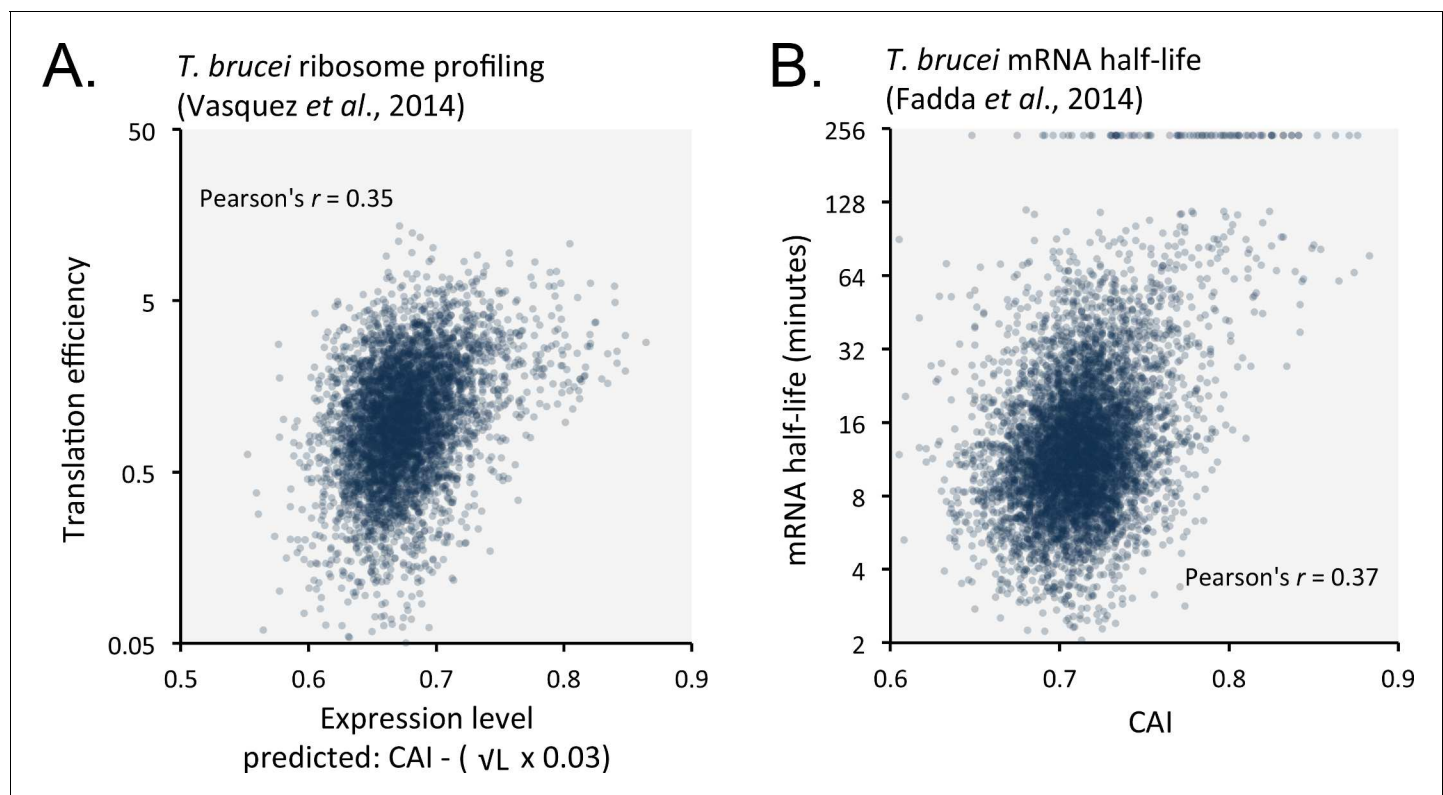 A.
T. brucei ribosome profiling
(Vasquez et al., 2014)
50
5
0.5
0.05
Translation efficiency
Pearson's r = 0.35
0.5 0.6 0.7 0.8 0.9
Expression level
predicted: CAI - ( √L x 0.03)
B.
T. brucei mRNA half-life
(Fadda et al., 2014)
256
128
64
32
16
8
4
2
mRNA half-life (minutes)
Pearson's r = 0.37
0.6 0.7 0.8 0.9
CAI